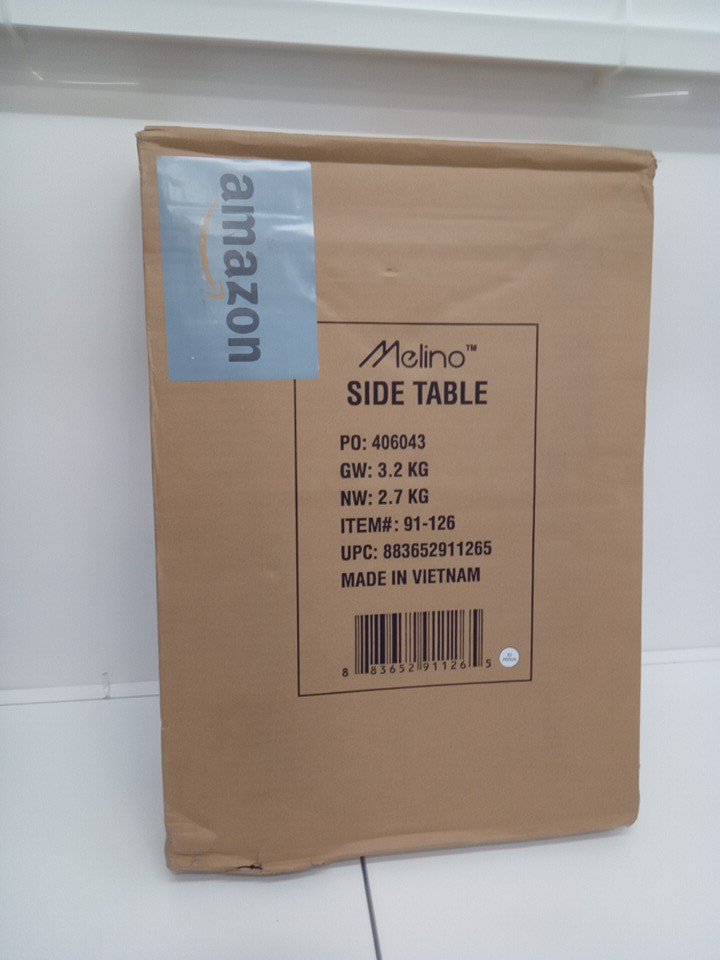 amazon
Melino™
SIDE TABLE
PO: 406043
GW: 3.2 KG
NW: 2.7 KG
ITEM#: 91-126
UPC: 883652911265
MADE IN VIETNAM
8 83652 91126 5